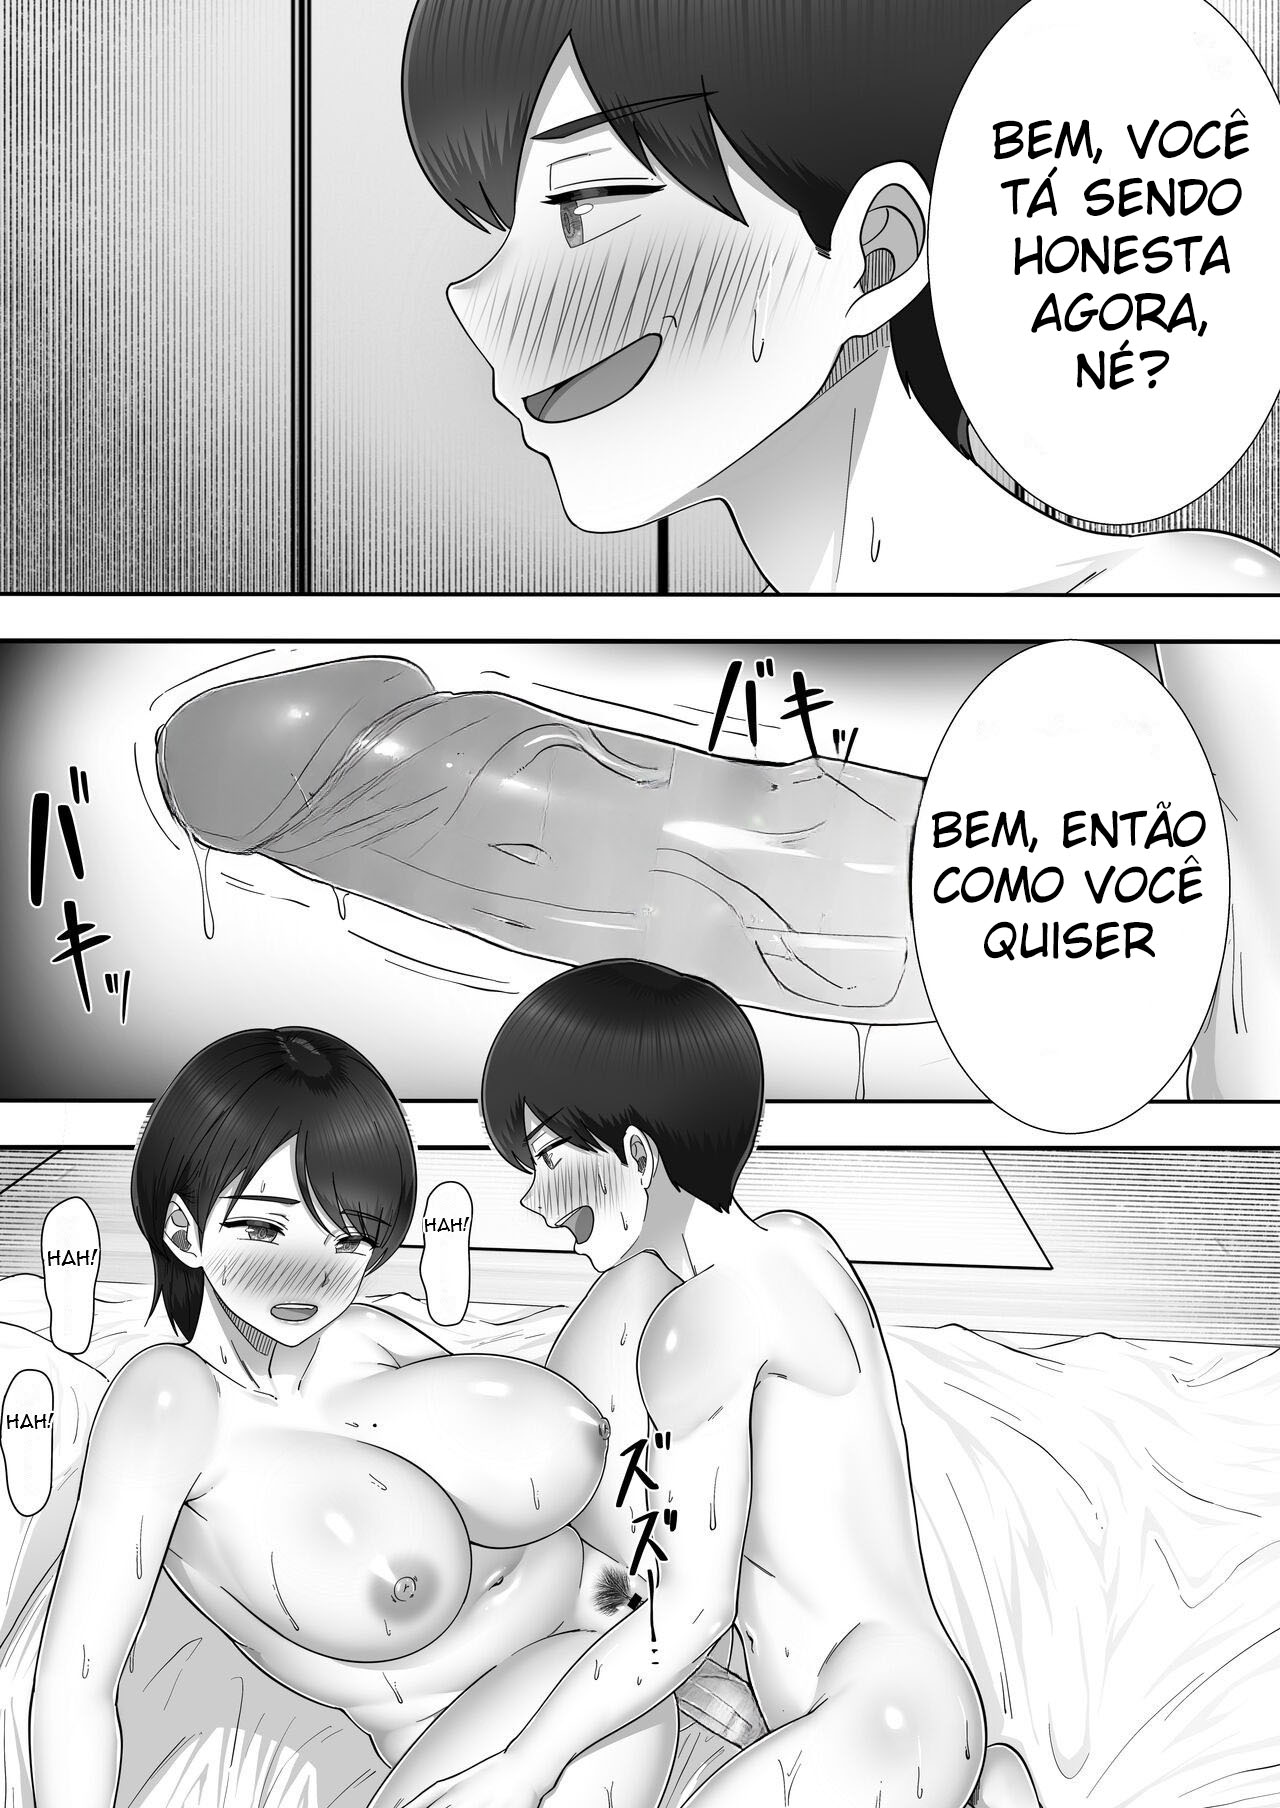 BEM, VOCÊ
TÁ SENDO
HONESTA
AGORA,
NÉ?
バキッ
バキッ
BEM, ENTÃO
COMO VOCÊ
QUISER
HAH!
HAH!
HAH!
ズズ…